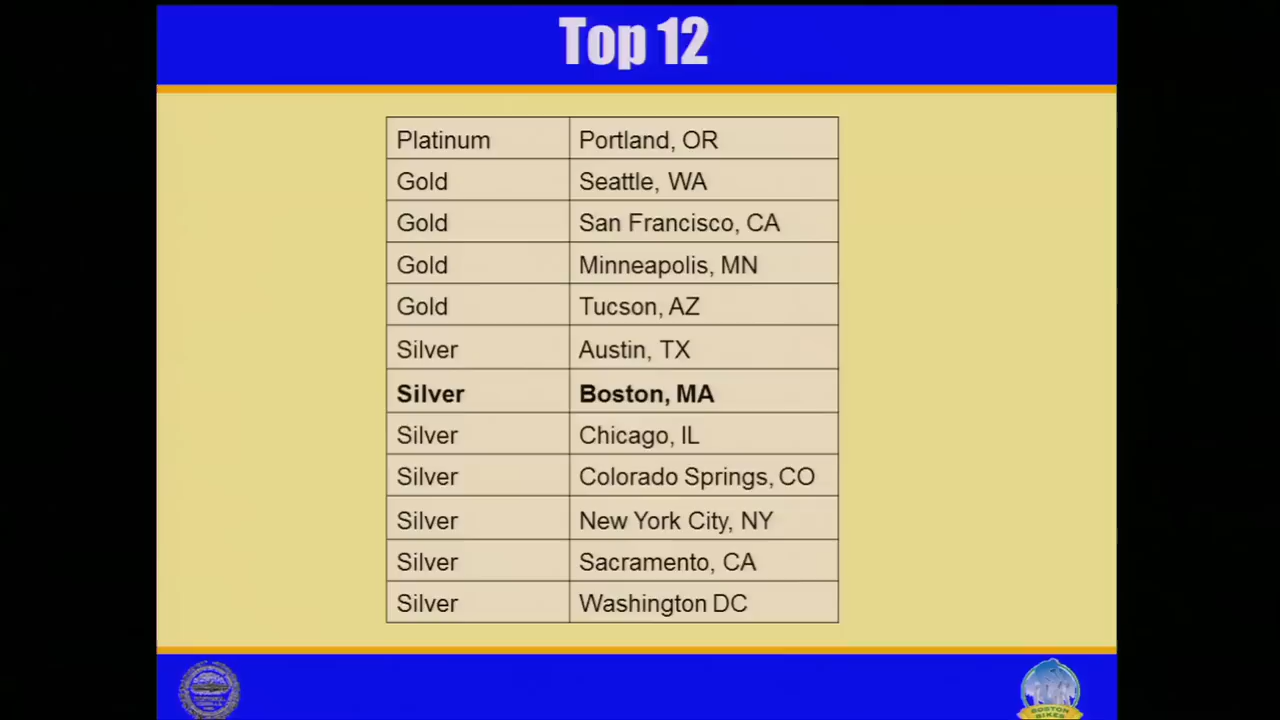 Top 12
Platinum Portland, OR
Gold Seattle, WA
Gold San Francisco, CA
Gold Minneapolis, MN
Gold Tucson, AZ
Silver Austin, TX
Silver Boston, MA
Silver Chicago, IL
Silver Colorado Springs, CO
Silver New York City, NY
Silver Sacramento, CA
Silver Washington DC
BOSTON
BIKES